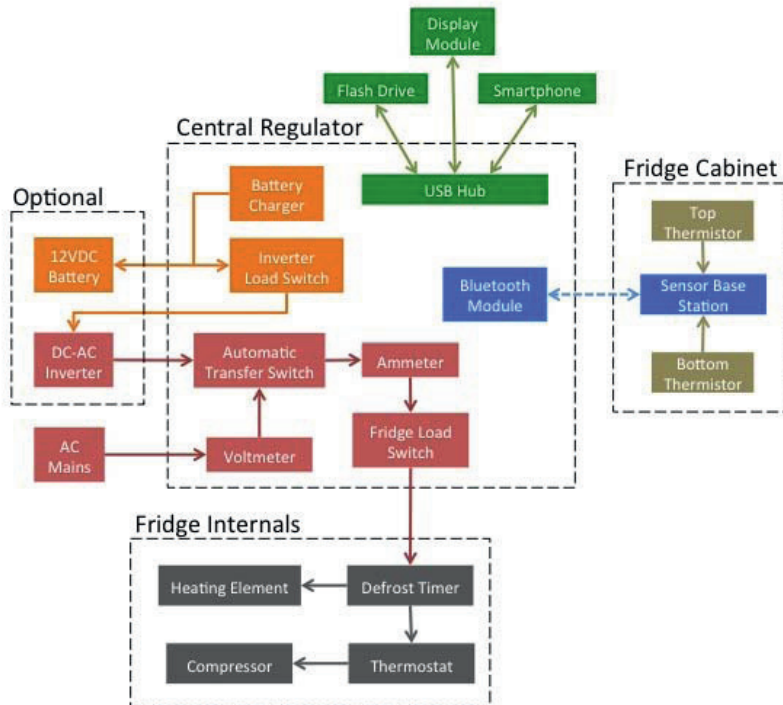 Display
Module
Flash Drive
Smartphone
Central Regulator
USB Hub
Battery
Charger
Fridge Cabinet
Optional
Top
Thermistor
12VDC
Battery
Inverter
Load Switch
Bluetooth
Module
Sensor Base
Station
DC-AC
Inverter
Automatic
Transfer Switch
Ammeter
Bottom
Thermistor
AC
Mains
Voltmeter
Fridge Load
Switch
Fridge Internals
Heating Element
Defrost Timer
Compressor
Thermostat